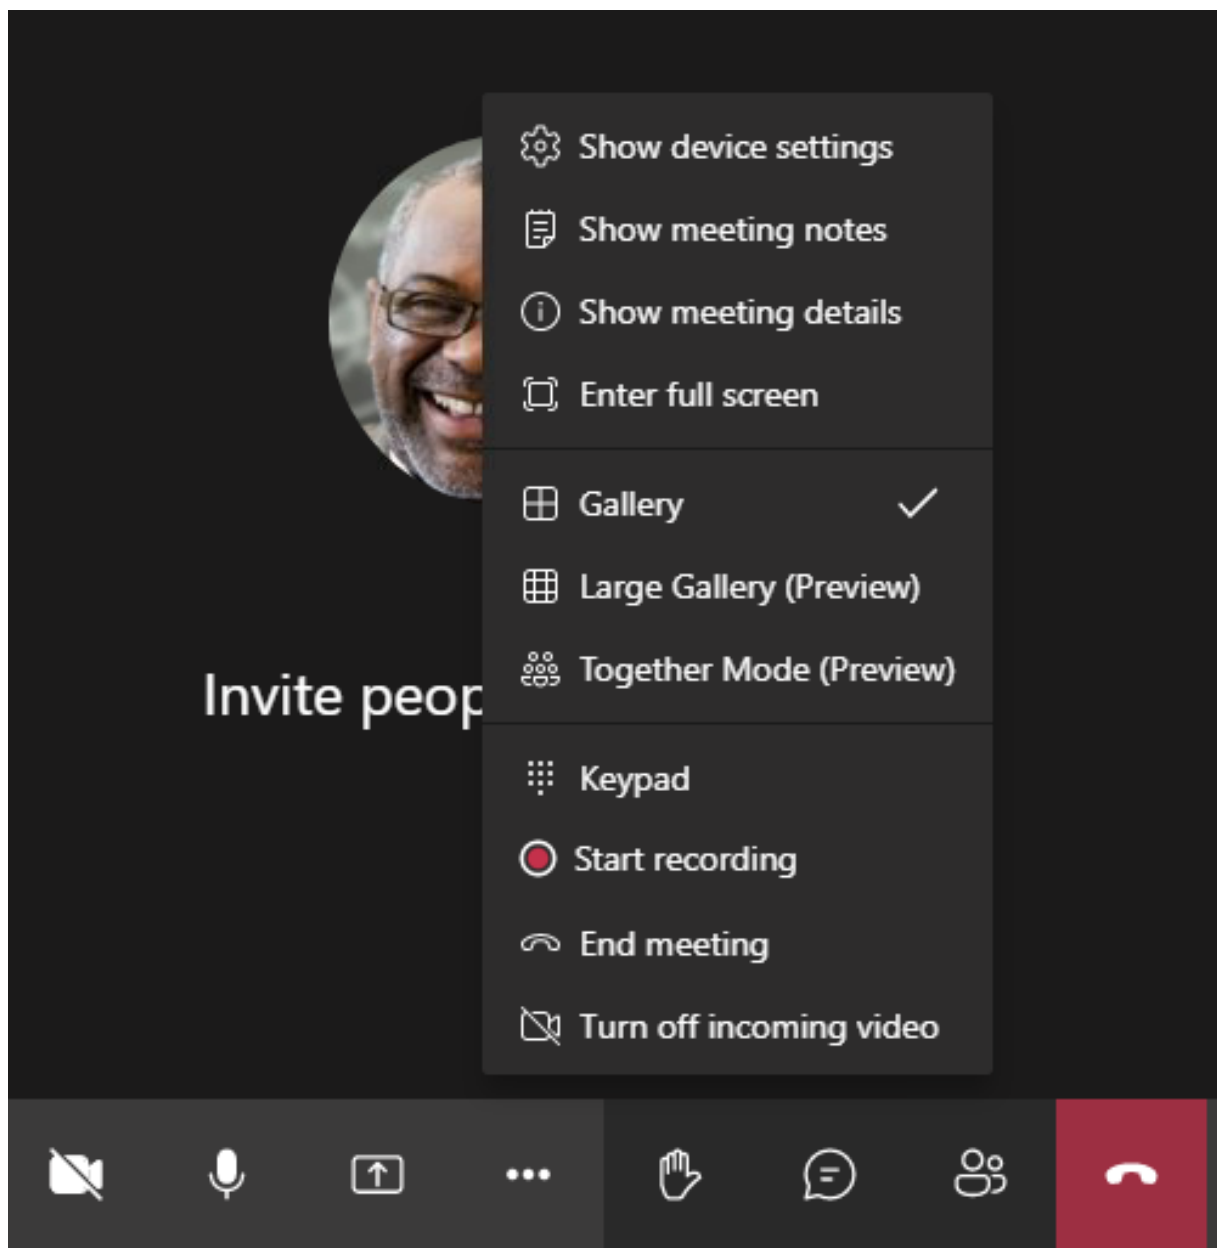 Show device settings
Show meeting notes
Show meeting details
Enter full screen
Gallery
Large Gallery (Preview)
Together Mode (Preview)
Invite peop
Keypad
Start recording
End meeting
Turn off incoming video